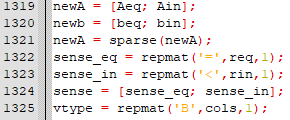 1319 newA = [Aeq; Ain];
1320 newb = [beq; bin];
1321 newA = sparse(newA);
1322 sense_eq = repmat('=',req,1);
1323 sense_in = repmat('<',rin,1);
1324 sense = [sense_eq; sense_in];
1325 vtype = repmat('B',cols,1);